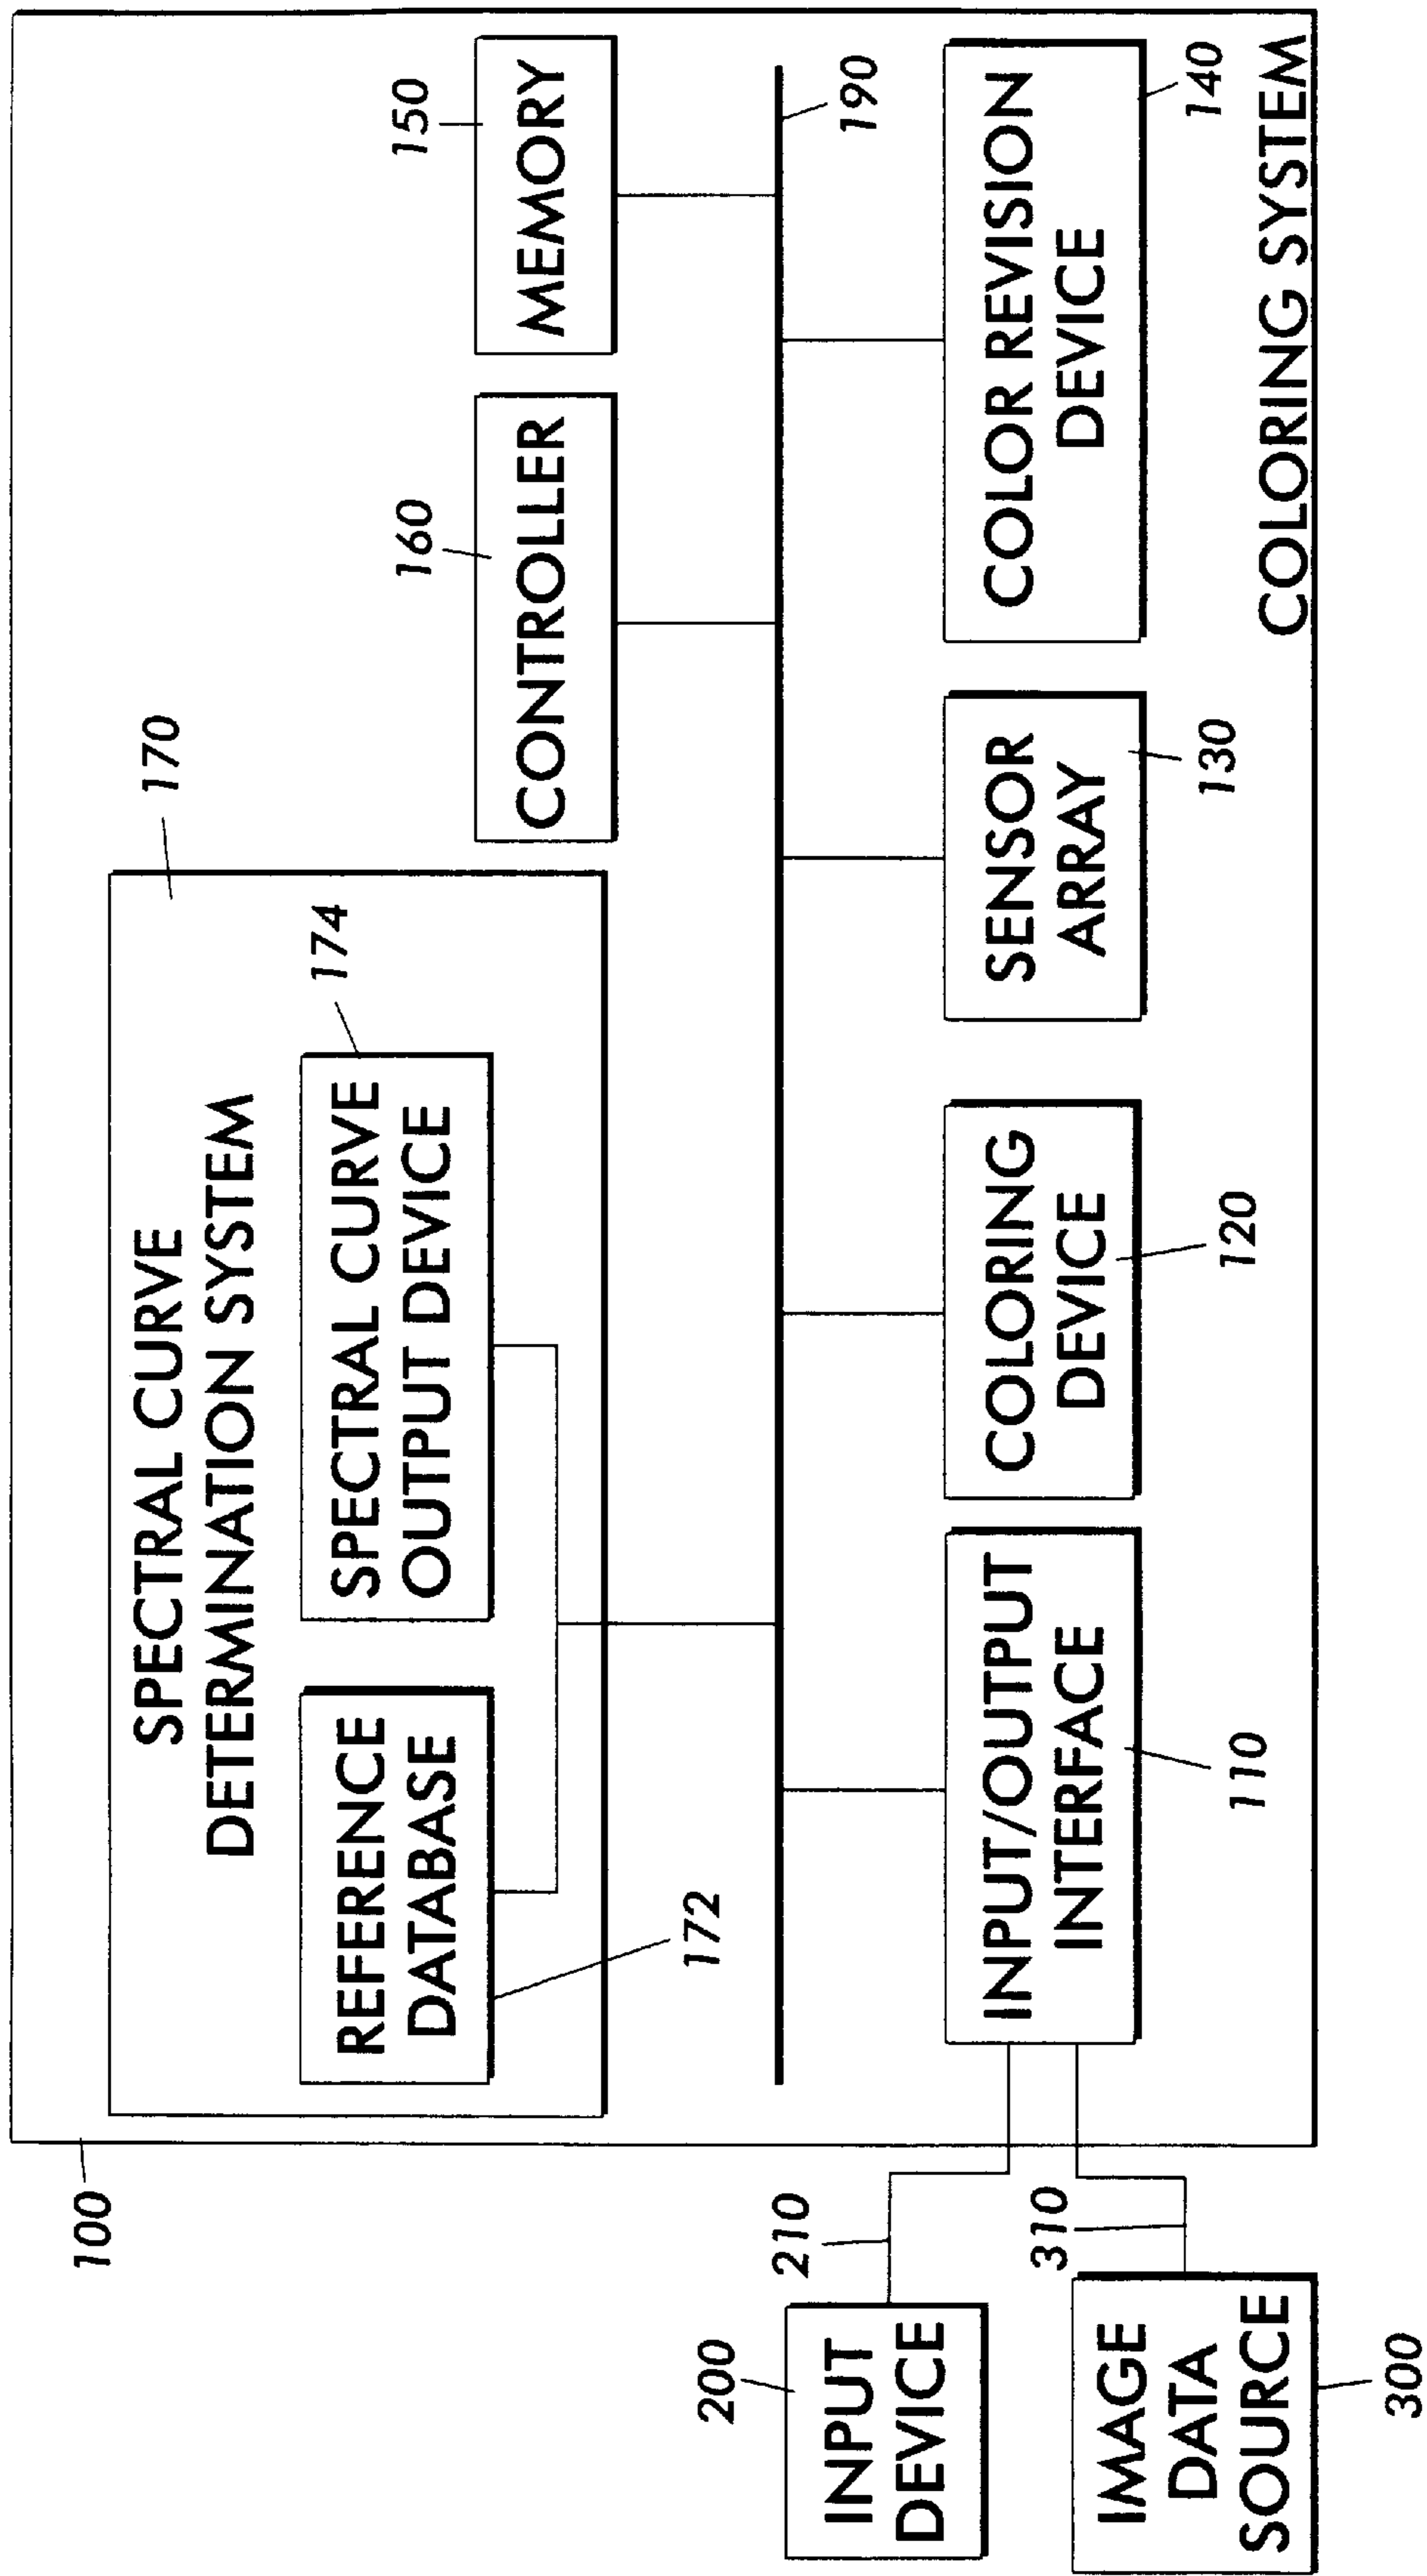 100
170
SPECTRAL CURVE
DETERMINATION SYSTEM
174
REFERENCE
DATABASE
SPECTRAL CURVE
OUTPUT DEVICE
172
160
CONTROLLER
150
MEMORY
190
200
INPUT
DEVICE
210
310
IMAGE
DATA
SOURCE
300
INPUT/OUTPUT
INTERFACE
110
COLORING
DEVICE
120
SENSOR
ARRAY
130
COLOR REVISION
DEVICE
140
COLORING SYSTEM